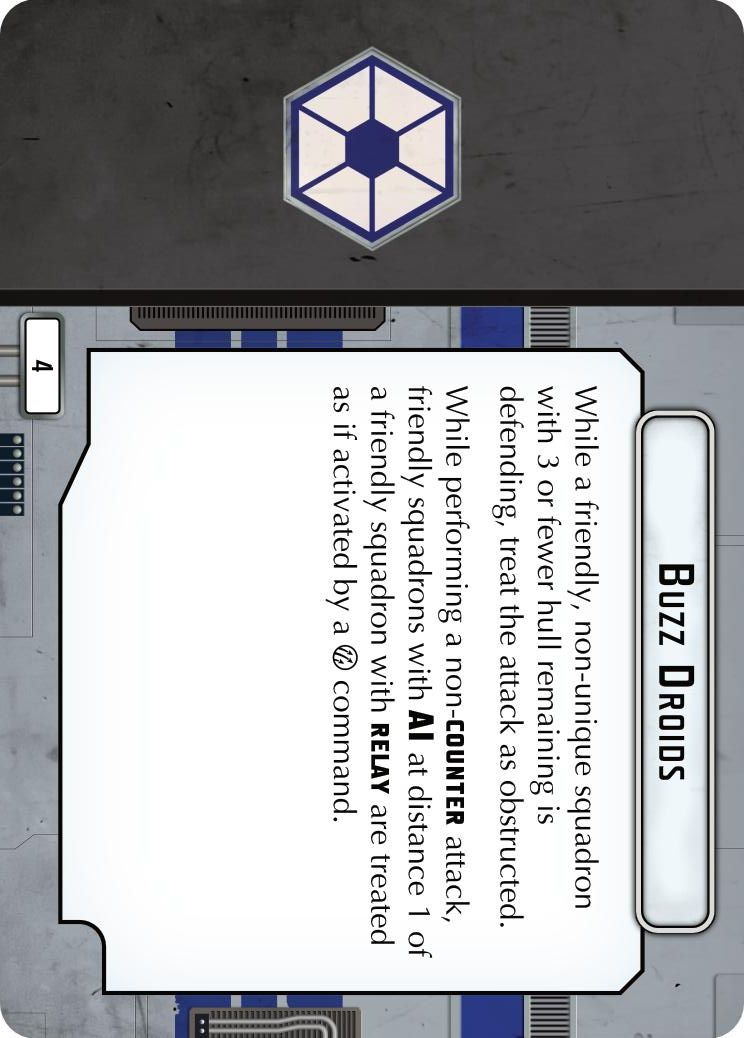 BUZZ DROIDS
While a friendly, non-unique squadron
with 3 or fewer hull remaining is
defending, treat the attack as obstructed.
While performing a non-COUNTER attack,
friendly squadrons with AI at distance 1 of
a friendly squadron with RELAY are treated
as if activated by a command.
4